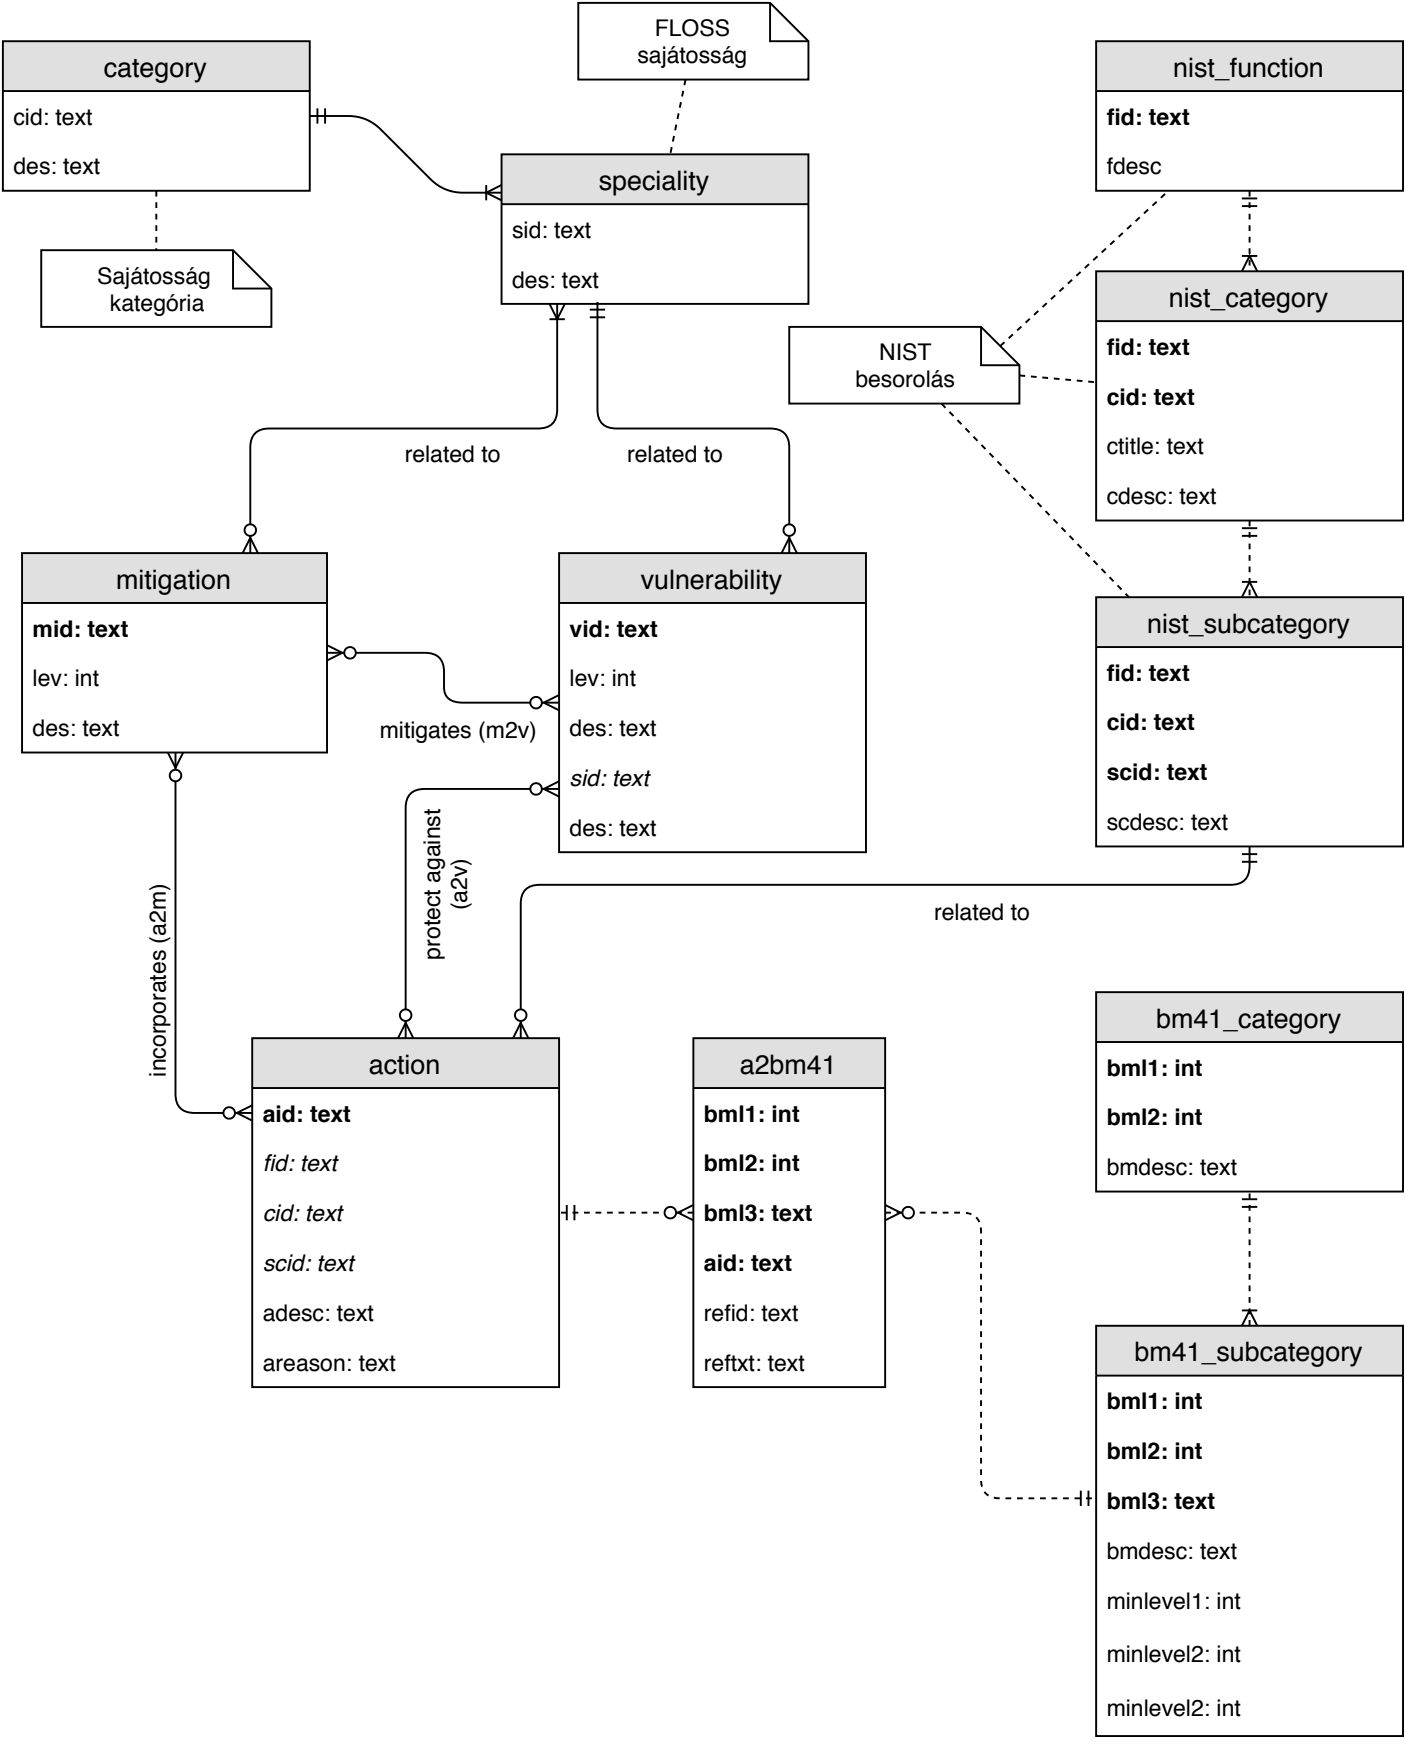 FLOSS
sajátosság
category
cid: text
des: text
Sajátosság
kategória
speciality
sid: text
des: text
nist_function
fid: text
fdesc
NIST
besorolás
nist_category
fid: text
cid: text
ctitle: text
cdesc: text
related to
related to
mitigation
mid: text
lev: int
des: text
mitigates (m2v)
vulnerability
vid: text
lev: int
des: text
sid: text
des: text
nist_subcategory
fid: text
cid: text
scid: text
scdesc: text
incorporates (a2m)
protect against
(a2v)
related to
action
aid: text
fid: text
cid: text
scid: text
adesc: text
areason: text
a2bm41
bml1: int
bml2: int
bml3: text
aid: text
refid: text
reftxt: text
bm41_category
bml1: int
bml2: int
bmdesc: text
bm41_subcategory
bml1: int
bml2: int
bml3: text
bmdesc: text
minlevel1: int
minlevel2: int
minlevel2: int